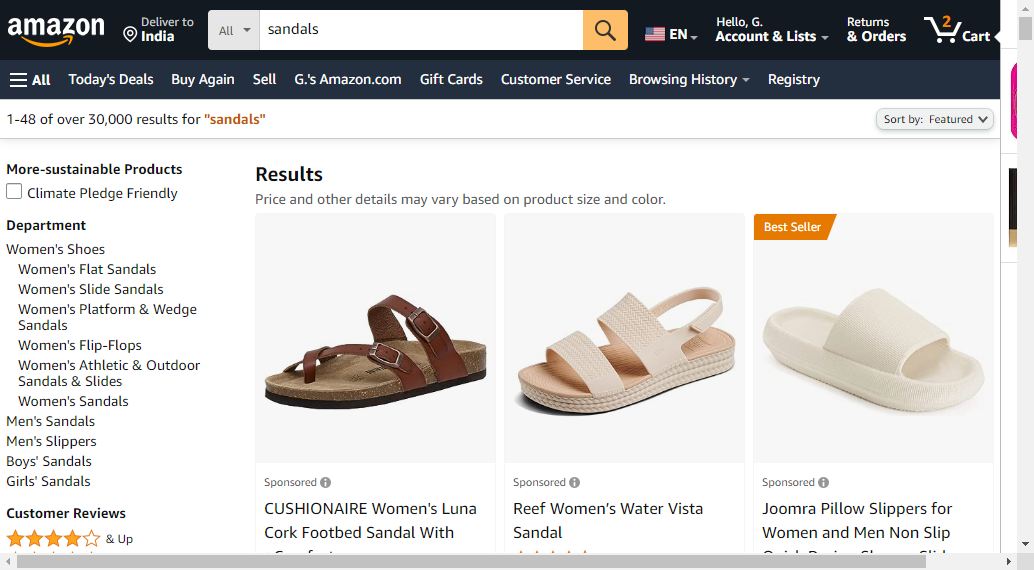 amazon
Deliver to
India
All
sandals
EN
Hello, G.
Account & Lists
Returns
& Orders
2
Cart
All
Today's Deals
Buy Again
Sell
G.'s Amazon.com
Gift Cards
Customer Service
Browsing History
Registry
1-48 of over 30,000 results for "sandals"
Sort by: Featured
More-sustainable Products
Climate Pledge Friendly
Department
Women's Shoes
Women's Flat Sandals
Women's Slide Sandals
Women's Platform & Wedge
Sandals
Women's Flip-Flops
Women's Athletic & Outdoor
Sandals & Slides
Women's Sandals
Men's Sandals
Men's Slippers
Boys' Sandals
Girls' Sandals
Customer Reviews
& Up
Results
Price and other details may vary based on product size and color.
Sponsored
CUSHIONAIRE Women's Luna
Cork Footbed Sandal With
Sponsored
Reef Women's Water Vista
Sandal
Best Seller
Sponsored
Joomra Pillow Slippers for
Women and Men Non Slip